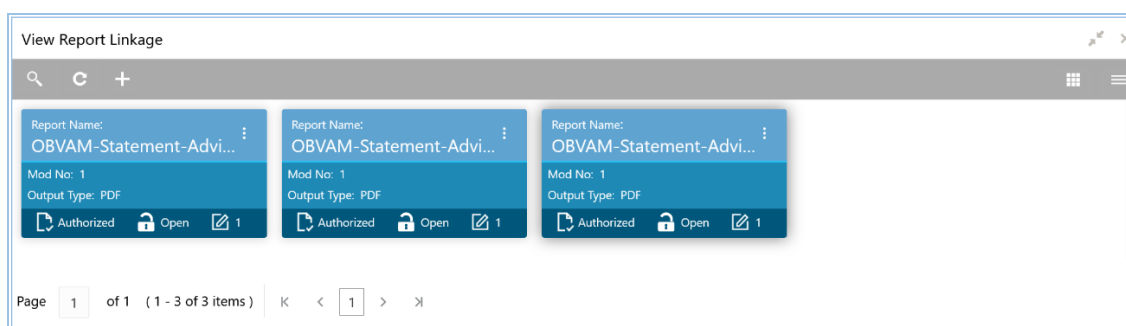 View Report Linkage
Report Name: Report Name: Report Name:
OBVAM-Statement-Advi... OBVAM-Statement-Advi... OBVAM-Statement-Advi...
Mod No: 1 Mod No: 1 Mod No: 1
Output Type: PDF Output Type: PDF Output Type: PDF
Authorized Open 1 Authorized Open 1 Authorized Open 1
Page 1 of 1 ( 1 - 3 of 3 items ) 1